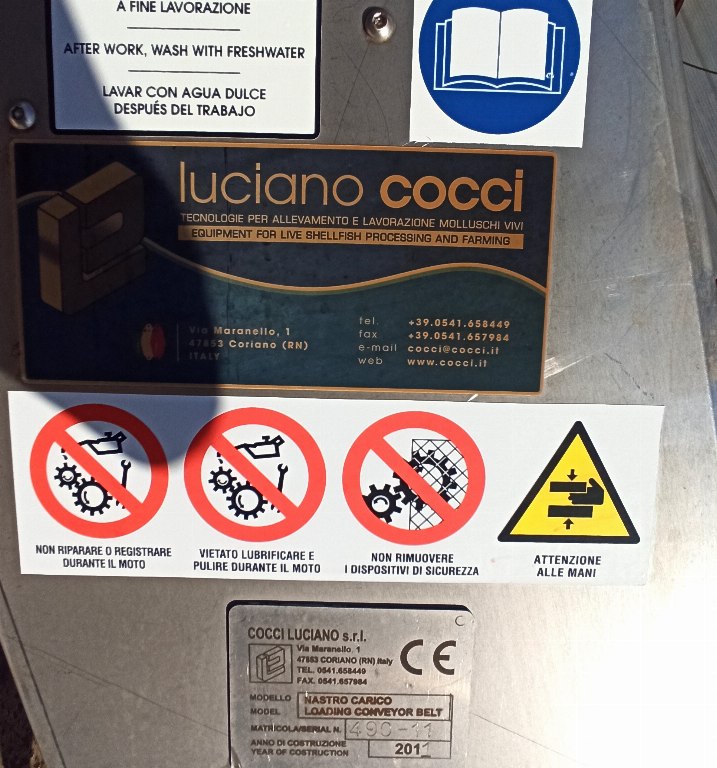 A FINE LAVORAZIONE
AFTER WORK, WASH WITH FRESHWATER
LAVAR CON AGUA DULCE
DESPUÉS DEL TRABAJO
luciano cocci
TECNOLOGIE PER ALLEVAMENTO E LAVORAZIONE MOLLUSCHI VIVI
EQUIPMENT FOR LIVE SHELLFISH PROCESSING AND FARMING
Via Maranello, 1
47853 Coriano (RN)
ITALY
tel. +39.0541.658449
fax +39.0541.657984
e-mail cocci@cocci.it
web www.cocci.it
NON RIPARARE O REGISTRARE
DURANTE IL MOTO
VIETATO LUBRIFICARE E
PULIRE DURANTE IL MOTO
NON RIMUOVERE
I DISPOSITIVI DI SICUREZZA
ATTENZIONE
ALLE MANI
COCCI LUCIANO s.r.l.
Via Maranello 1
47853 CORIANO (RN) Italy
TEL. 0541.658449
FAX. 0541.657984
CE
MODELLO
MODEL
NASTRO CARICO
LOADING CONVEYOR BELT
MATRICOLA/SERIAL N. 490-11
ANNO DI COSTRUZIONE
YEAR OF COSTRUCTION
2011